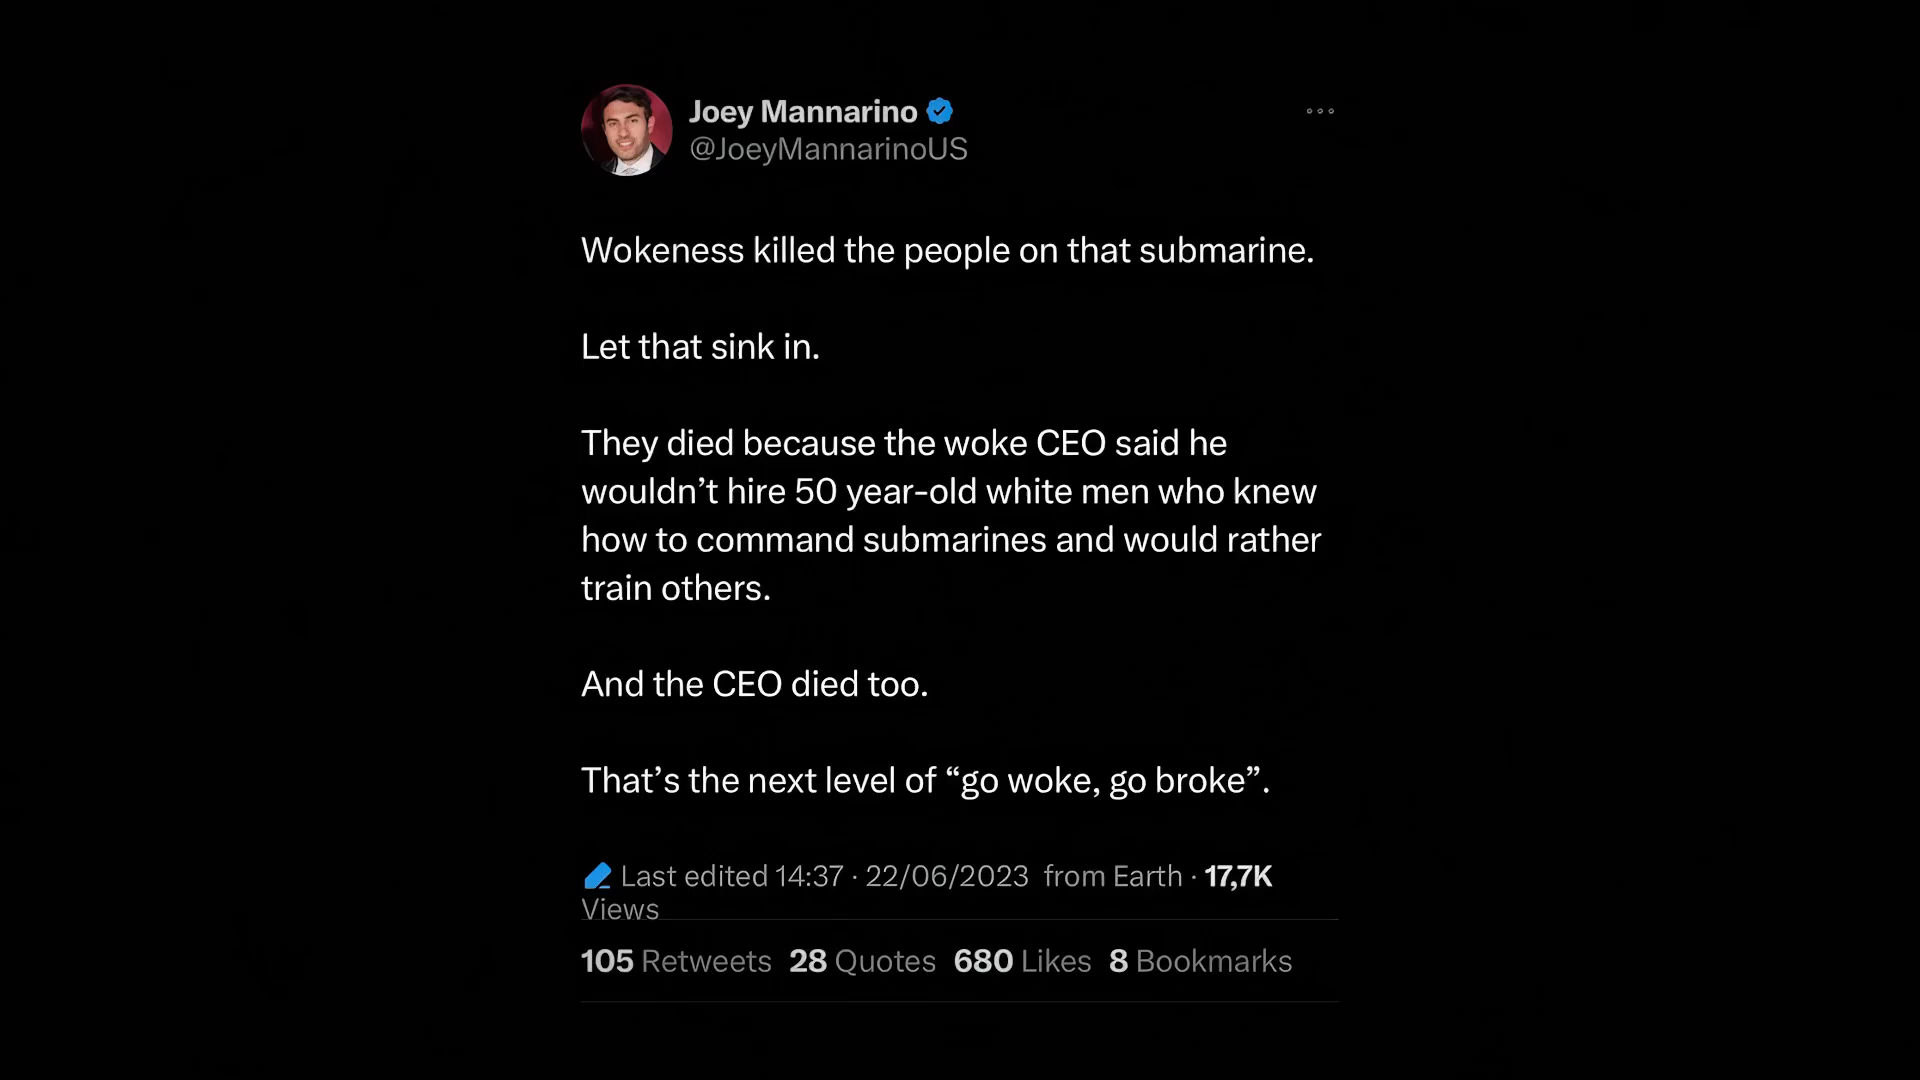 Joey Mannarino
@JoeyMannarinoUS
Wokeness killed the people on that submarine.
Let that sink in.
They died because the woke CEO said he
wouldn’t hire 50 year-old white men who knew
how to command submarines and would rather
train others.
And the CEO died too.
That’s the next level of “go woke, go broke”.
Last edited 14:37 · 22/06/2023 from Earth · 17,7K
Views
105 Retweets 28 Quotes 680 Likes 8 Bookmarks